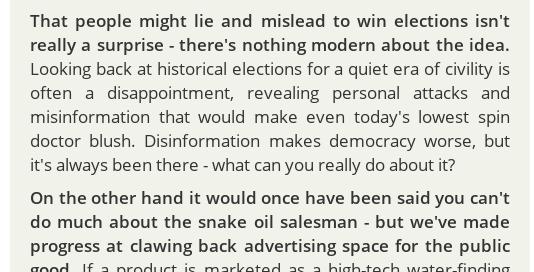 That people might lie and mislead to win elections isn't
really a surprise - there's nothing modern about the idea.
Looking back at historical elections for a quiet era of civility is
often a disappointment, revealing personal attacks and
misinformation that would make even today's lowest spin
doctor blush. Disinformation makes democracy worse, but
it's always been there - what can you really do about it?
On the other hand it would once have been said you can't
do much about the snake oil salesman - but we've made
progress at clawing back advertising space for the public
good. If a product is marketed as a high-tech water-finding